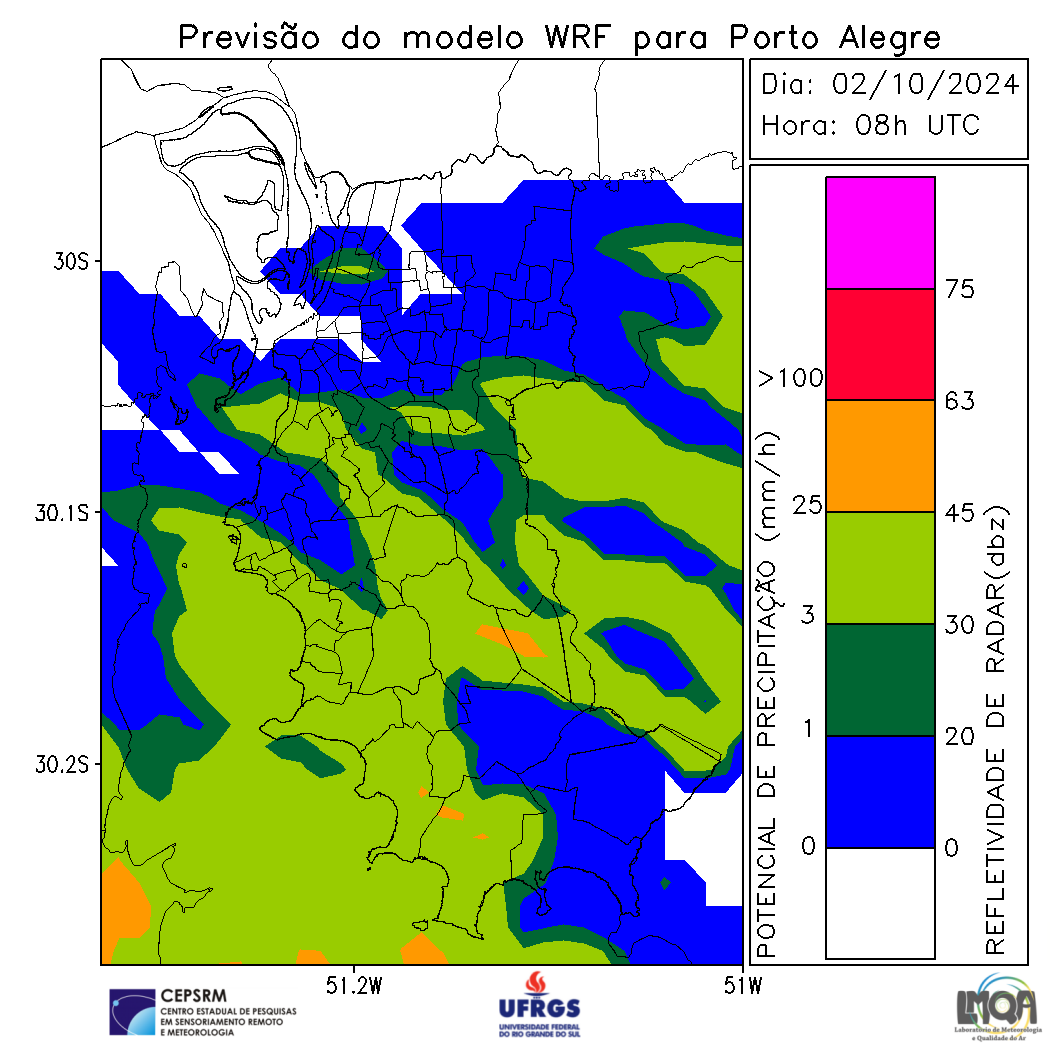 Previsão do modelo WRF para Porto Alegre
Dia: 02/10/2024
Hora: 08h UTC
30S
30.1S
30.2S
51.2W
51W
POTENCIAL DE PRECIPITAÇÃO (mm/h)
>100
25
3
1
0
75
63
45
30
20
0
REFLETIVIDADE DE RADAR(dbz)
CEPSRM
CENTRO ESTADUAL DE PESQUISAS
EM SENSORIAMENTO REMOTO
E METEOROLOGIA
UFRGS
UNIVERSIDADE FEDERAL
DO RIO GRANDE DO SUL
LMQA
Laboratório de Meteorologia
e Qualidade do Ar